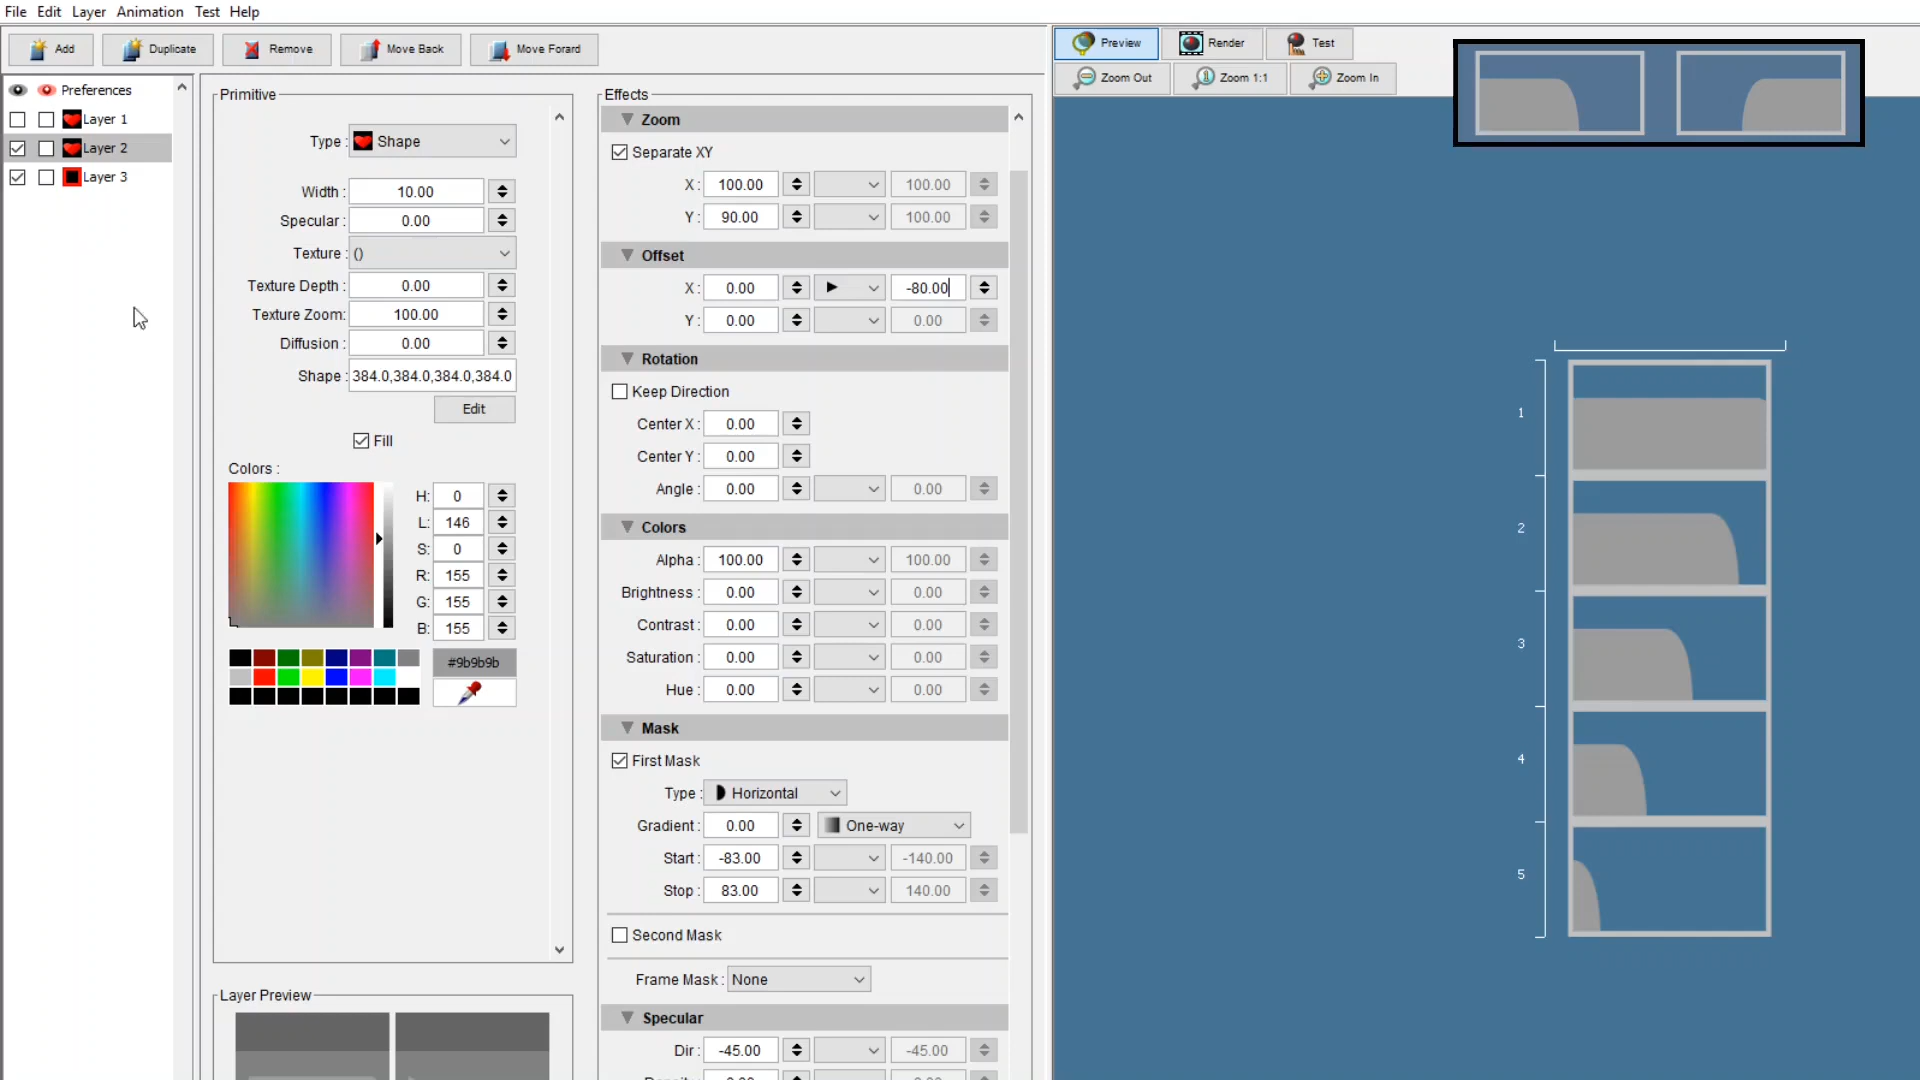 File Edit Layer Animation Test Help
Add Duplicate Remove Move Back Move Forard
Preview Render Test
Zoom Out Zoom 1:1 Zoom In
Preferences
Layer 1
Layer 2
Layer 3
Primitive
Type : Shape
Width : 10.00
Specular : 0.00
Texture : ()
Texture Depth : 0.00
Texture Zoom: 100.00
Diffusion : 0.00
Shape : 384.0,384.0,384.0,384.0
Edit
Fill
Colors :
H: 0
L: 146
S: 0
R: 155
G: 155
B: 155
#9b9b9b
Layer Preview
Effects
Zoom
Separate XY
X : 100.00 100.00
Y : 90.00 100.00
Offset
X : 0.00 -80.00
Y : 0.00 0.00
Rotation
Keep Direction
Center X : 0.00
Center Y : 0.00
Angle : 0.00 0.00
Colors
Alpha : 100.00 100.00
Brightness : 0.00 0.00
Contrast : 0.00 0.00
Saturation : 0.00 0.00
Hue : 0.00 0.00
Mask
First Mask
Type : Horizontal
Gradient : 0.00 One-way
Start : -83.00 -140.00
Stop : 83.00 140.00
Second Mask
Frame Mask : None
Specular
Dir : -45.00 -45.00
1
2
3
4
5